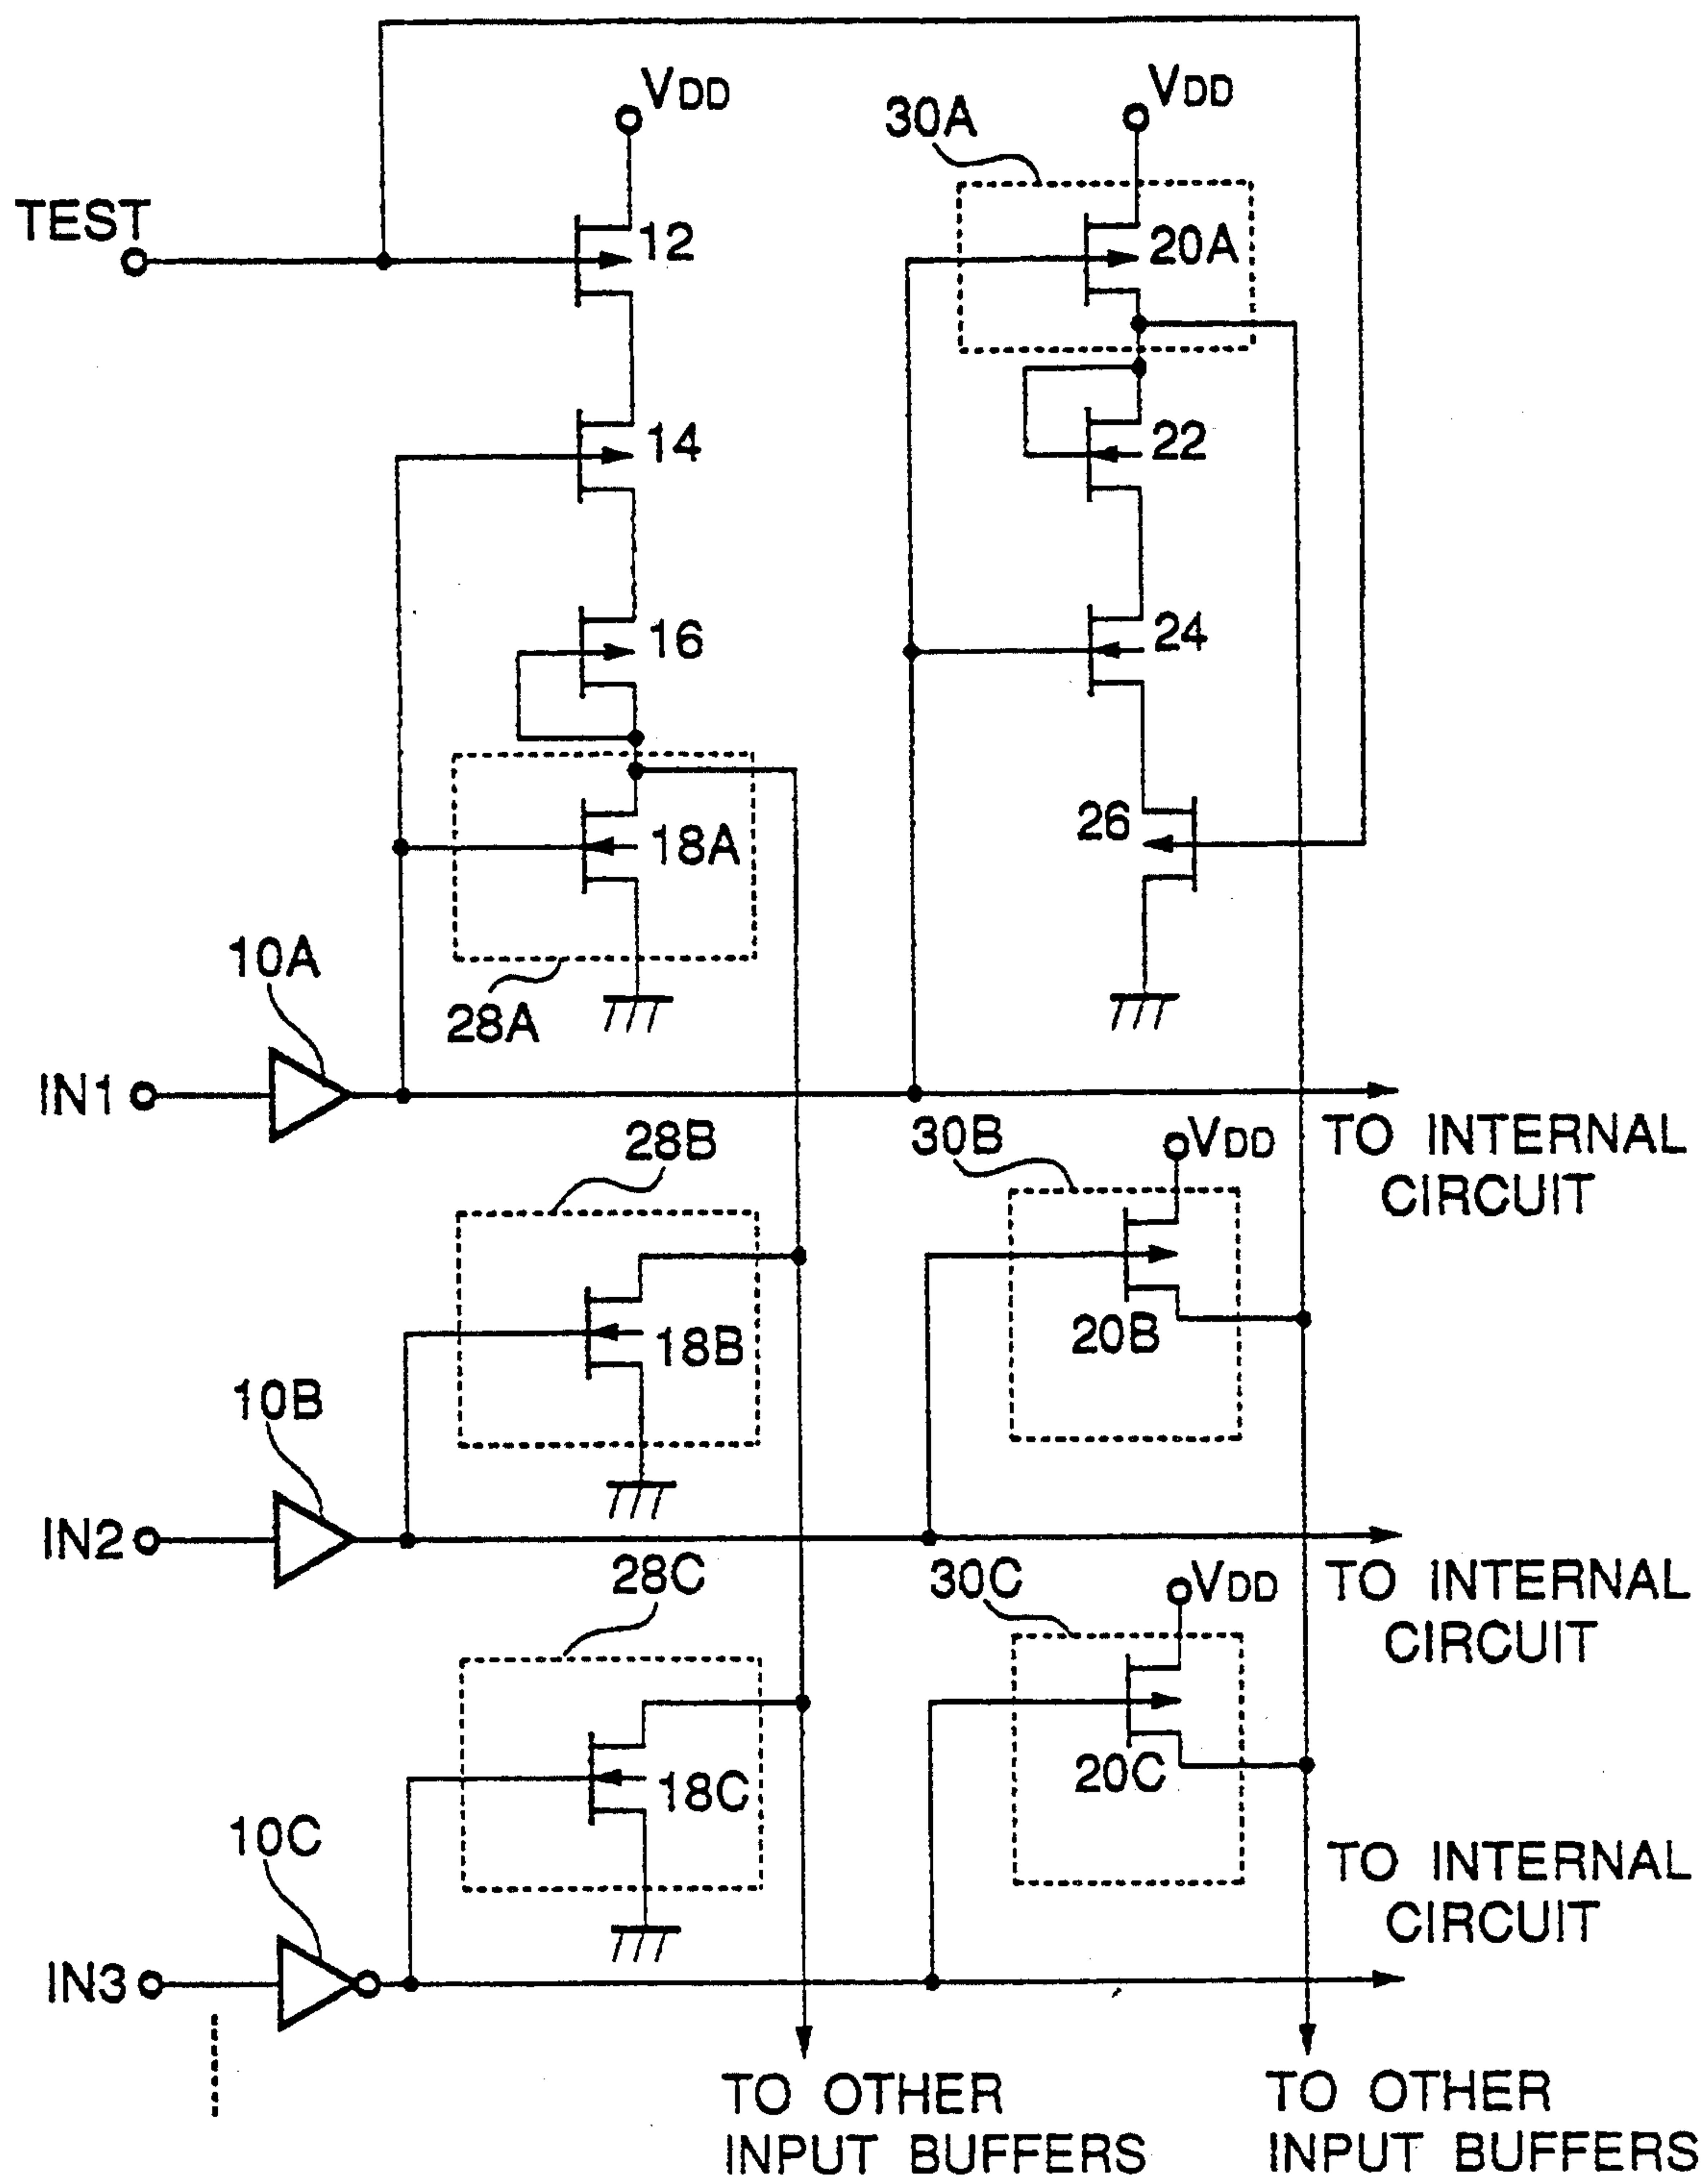 VDD
VDD
30A
TEST
12
20A
14
22
16
24
26
18A
10A
28A
IN1
28B
30B
VDD
TO INTERNAL
CIRCUIT
18B
20B
10B
IN2
28C
30C
VDD
TO INTERNAL
CIRCUIT
18C
20C
10C
TO INTERNAL
CIRCUIT
IN3
TO OTHER
INPUT BUFFERS
TO OTHER
INPUT BUFFERS